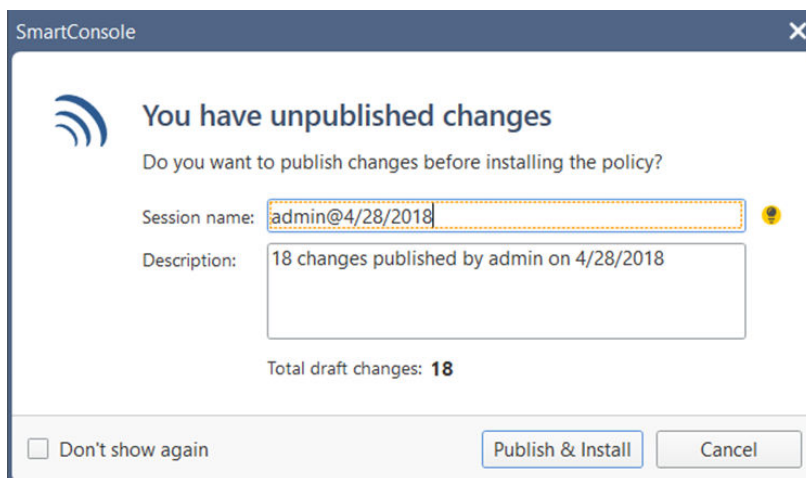 SmartConsole
You have unpublished changes
Do you want to publish changes before installing the policy?
Session name: admin@4/28/2018
Description: 18 changes published by admin on 4/28/2018
Total draft changes: 18
Don't show again Publish & Install Cancel